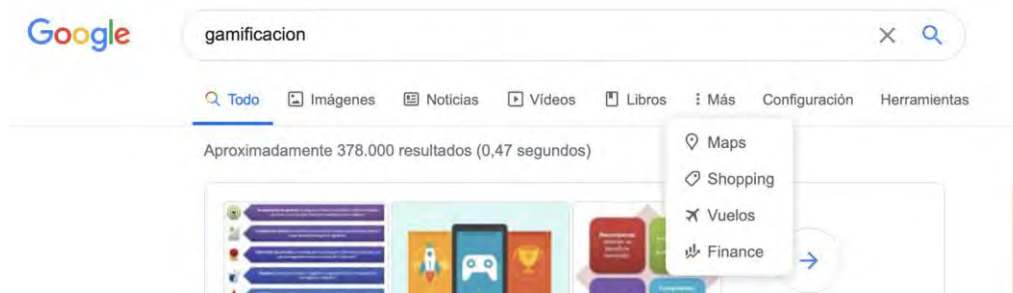 Google
gamificacion
Todo Imágenes Noticias Vídeos Libros Más Configuración Herramientas
Aproximadamente 378.000 resultados (0,47 segundos)
Maps
Shopping
Vuelos
Finance